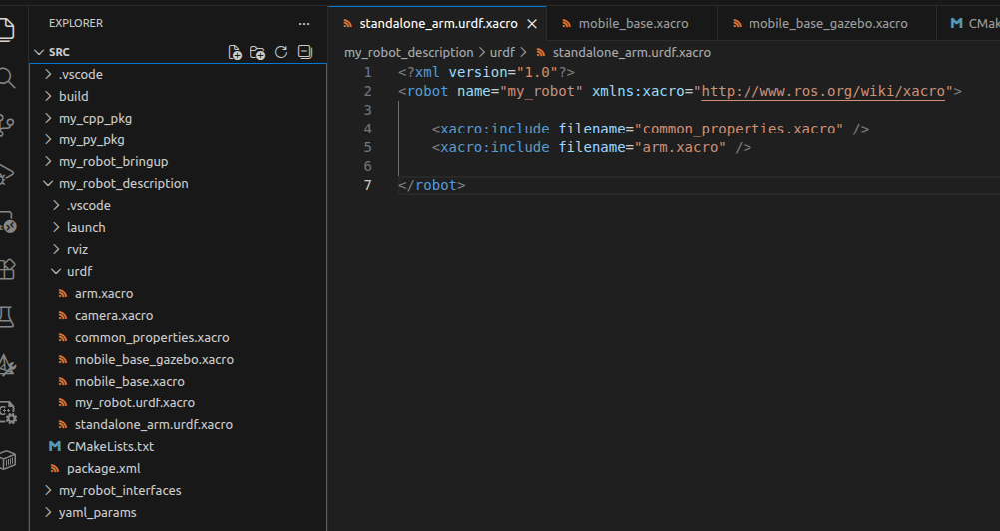 EXPLORER
...
SRC
.vscode
build
my_cpp_pkg
my_py_pkg
my_robot_bringup
my_robot_description
.vscode
launch
rviz
urdf
arm.xacro
camera.xacro
common_properties.xacro
mobile_base_gazebo.xacro
mobile_base.xacro
my_robot.urdf.xacro
standalone_arm.urdf.xacro
M CMakeLists.txt
package.xml
my_robot_interfaces
yaml_params
standalone_arm.urdf.xacro mobile_base.xacro mobile_base_gazebo.xacro M CMa
my_robot_description > urdf > standalone_arm.urdf.xacro
1 <?xml version="1.0"?>
2 <robot name="my_robot" xmlns:xacro="http://www.ros.org/wiki/xacro">
3
4 <xacro:include filename="common_properties.xacro" />
5 <xacro:include filename="arm.xacro" />
6
7 </robot>